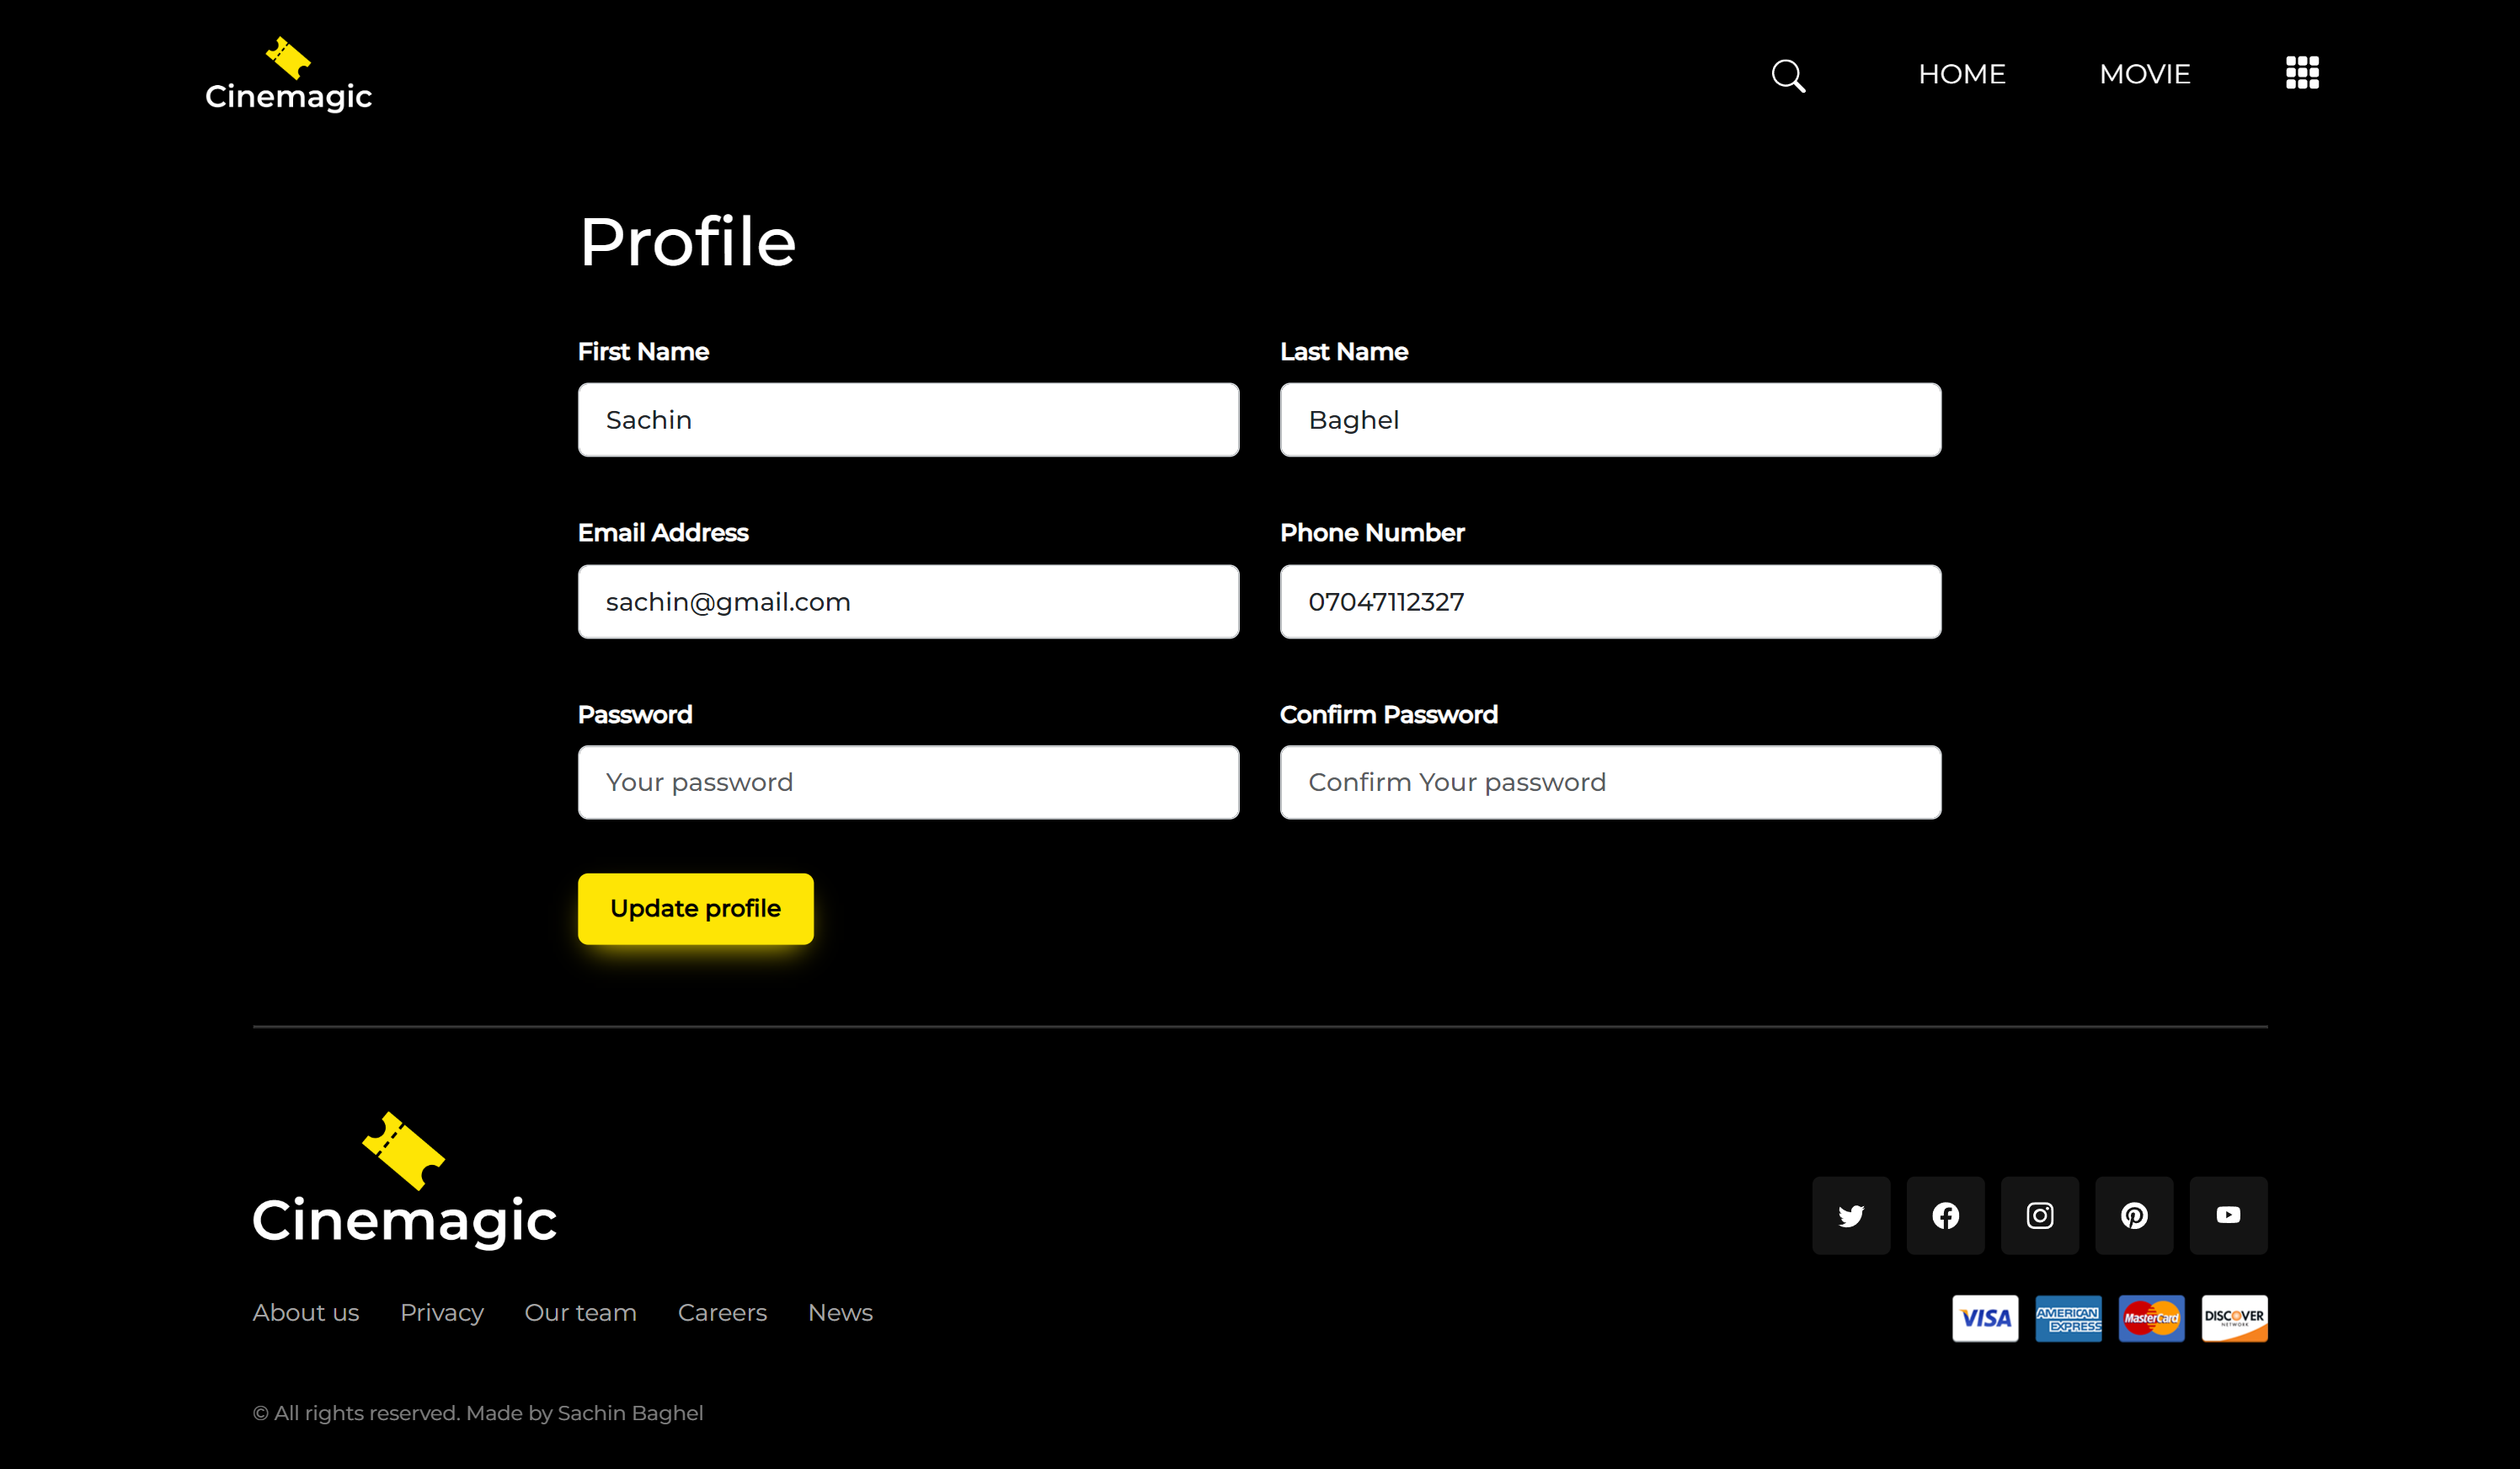 Cinemagic
HOME MOVIE
Profile
First Name Last Name
Sachin Baghel
Email Address Phone Number
sachin@gmail.com 07047112327
Password Confirm Password
Your password Confirm Your password
Update profile
Cinemagic
About us Privacy Our team Careers News
VISA AMERICAN EXPRESS MasterCard DISCOVER NETWORK
© All rights reserved. Made by Sachin Baghel